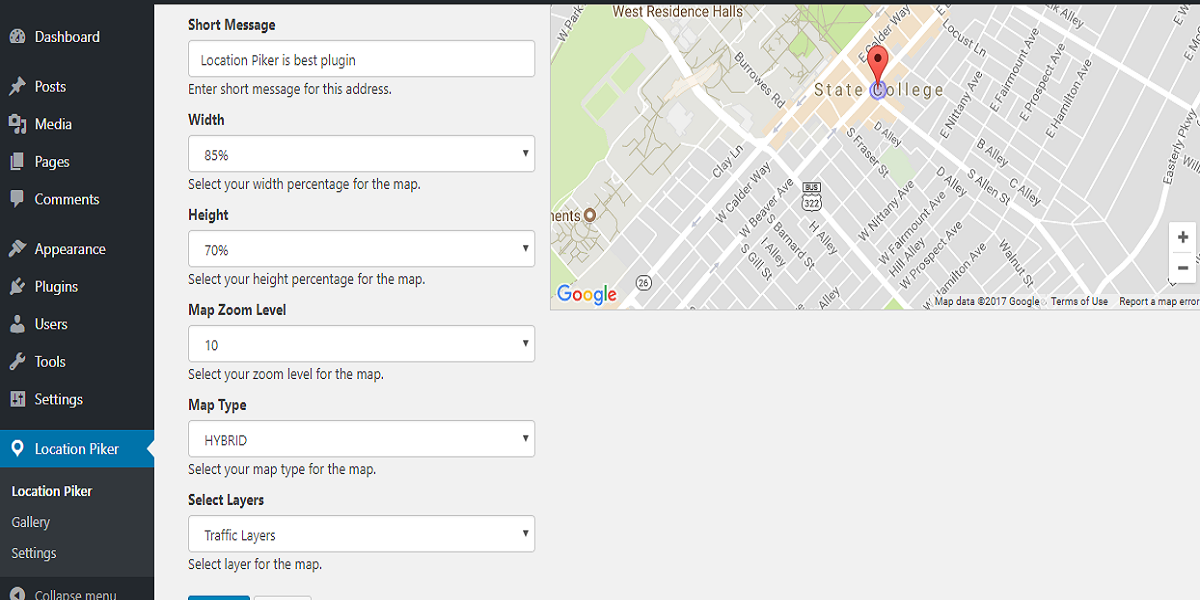 Dashboard
Posts
Media
Pages
Comments
Appearance
Plugins
Users
Tools
Settings
Location Piker
Location Piker
Gallery
Settings
Collapse menu
Short Message
Location Piker is best plugin
Enter short message for this address.
Width
85%
Select your width percentage for the map.
Height
70%
Select your height percentage for the map.
Map Zoom Level
10
Select your zoom level for the map.
Map Type
HYBRID
Select your map type for the map.
Select Layers
Traffic Layers
Select layer for the map.
West Residence Halls
W Park
E Calder Way
Locust Ln
Alley
Burrowes Rd
State College
E Nittany Ave
E Fairmount Ave
E Prospect Ave
E Hamilton Ave
Easterly Pkwy
S Fraser St
D Alley
B Alley
Clay Ln
W Calder Way
W Beaver Ave
BUS
322
D Alley
S Allen St
C Alley
W Nittany Ave
W Fairmount Ave
Hill Alley
W Prospect Ave
W Hamilton Ave
Walnut St
H Alley
S Barnard St
I Alley
S Gill St
Alley
26
Google
+
−
Map data ©2017 Google
Terms of Use
Report a map error